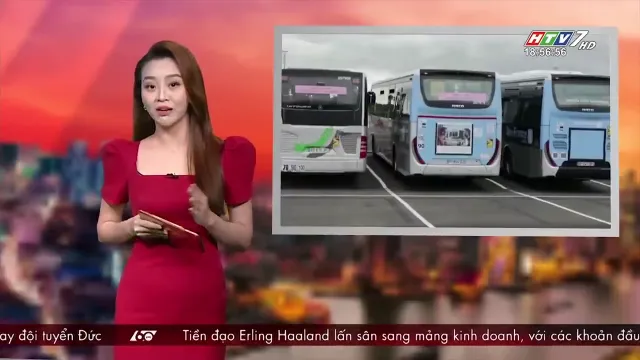 HTV7 HD
18:56:56
ay đội tuyển Đức 60 Tiền đạo Erling Haaland lấn sân sang mảng kinh doanh, với các khoản đầu